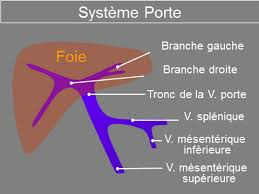 Système Porte
Foie
Branche gauche
Branche droite
Tronc de la V. porte
V. splénique
V. mésentérique
inférieure
V. mésentérique
supérieure